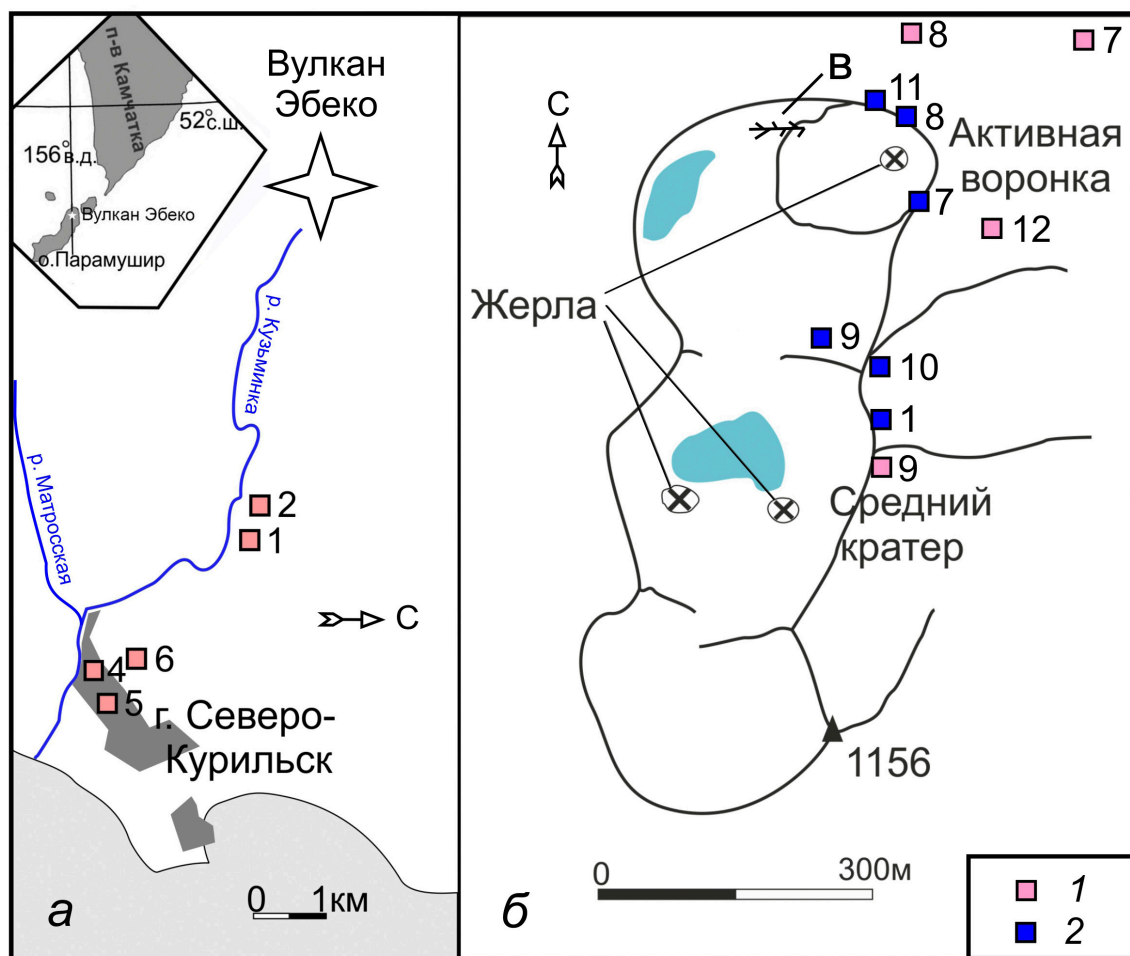 п-в Камчатка
52°с.ш.
156°в.д.
Вулкан Эбеко
о.Парамушир
Вулкан
Эбеко
р. Кузьминка
р. Матросская
2
1
С
4
6
5
г. Северо-
Курильск
0 1км
а
8
7
В
С
11
8
Активная
воронка
7
12
Жерла
9
10
1
9
Средний
кратер
1156
0 300м
б
1
2